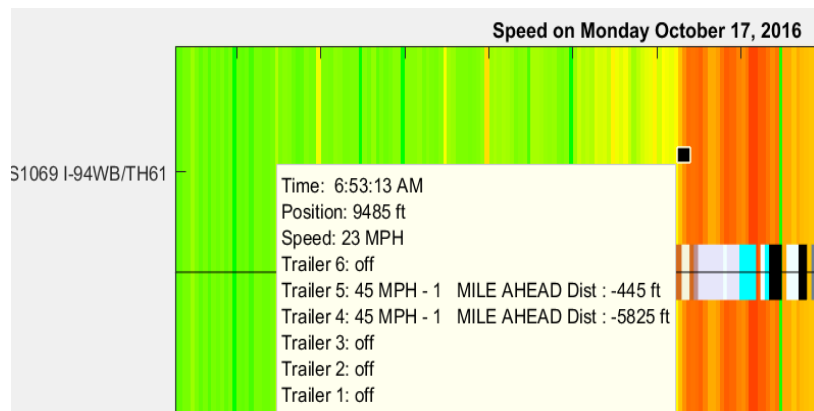 Speed on Monday October 17, 2016
S1069 I-94WB/TH61
Time: 6:53:13 AM
Position: 9485 ft
Speed: 23 MPH
Trailer 6: off
Trailer 5: 45 MPH - 1 MILE AHEAD Dist : -445 ft
Trailer 4: 45 MPH - 1 MILE AHEAD Dist : -5825 ft
Trailer 3: off
Trailer 2: off
Trailer 1: off